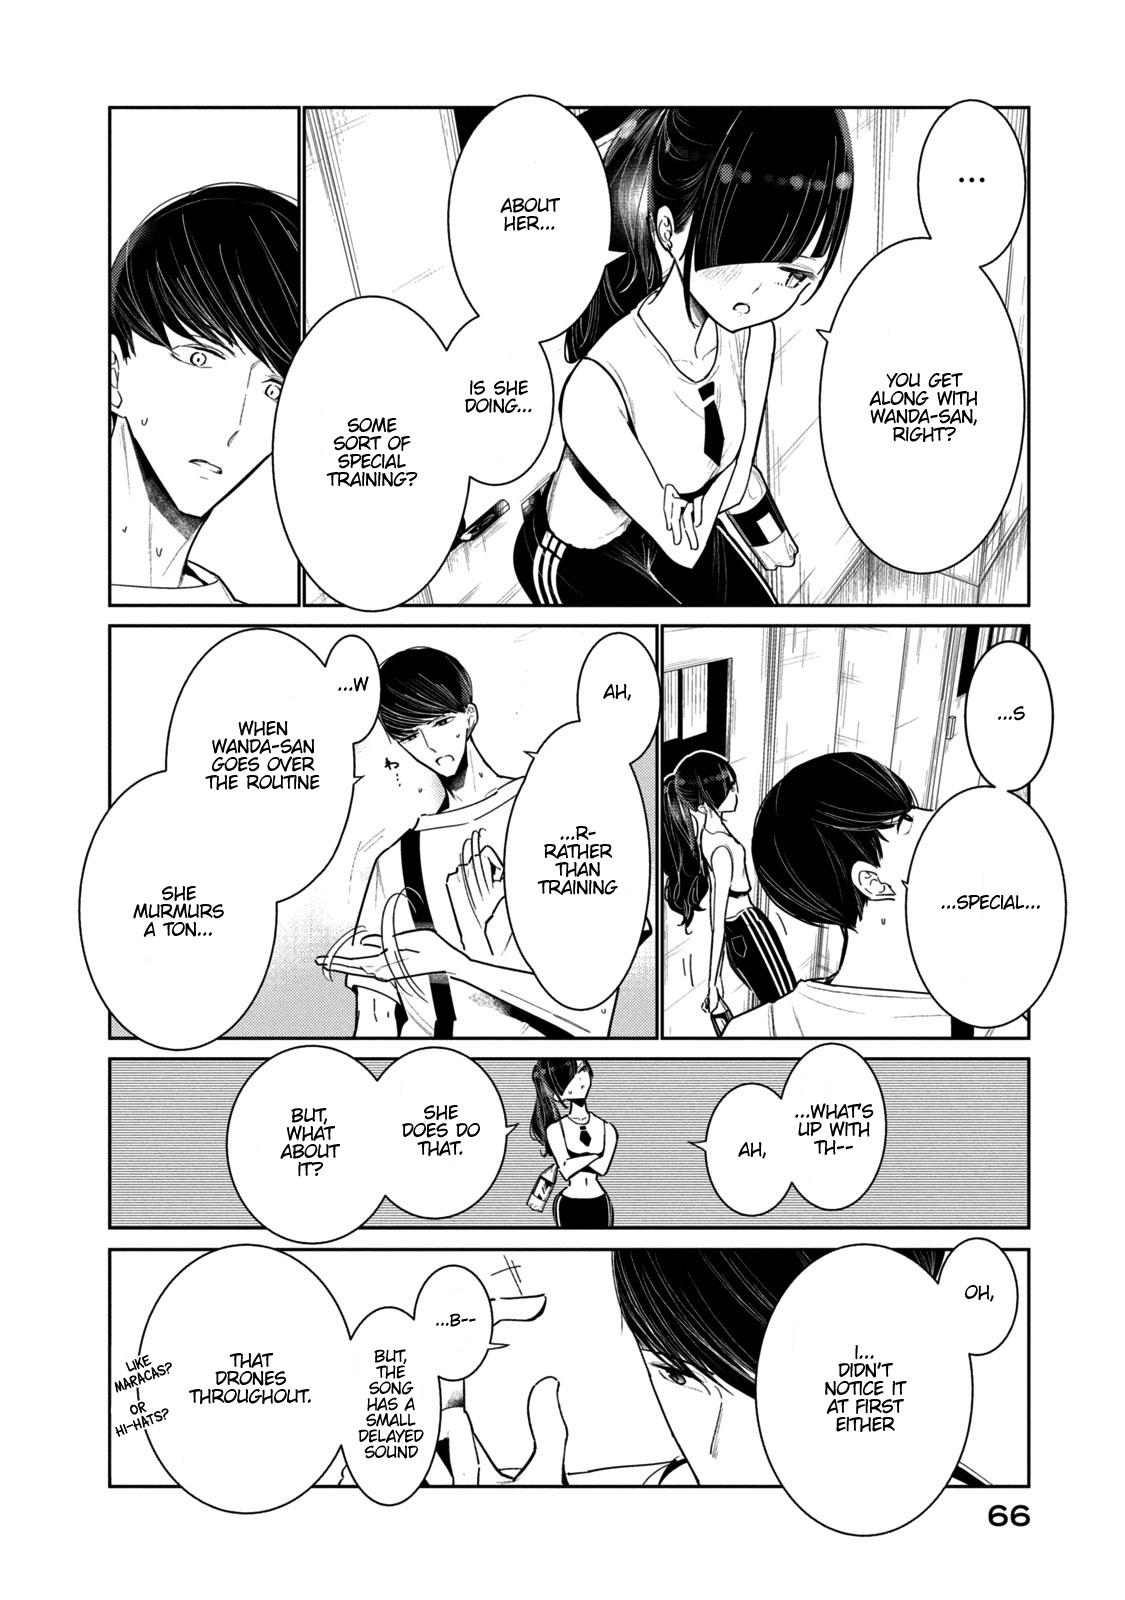 ...
YOU GET
ALONG WITH
WANDA-SAN,
RIGHT?
ABOUT
HER...
IS SHE
DOING...
SOME
SORT OF
SPECIAL
TRAINING?
...S
...SPECIAL...
AH,
...R-
RATHER
THAN
TRAINING
...W
WHEN
WANDA-SAN
GOES OVER
THE ROUTINE
SHE
MURMURS
A TON...
...WHAT'S
UP WITH
TH--
AH,
SHE
DOES DO
THAT.
BUT,
WHAT
ABOUT
IT?
OH,
I...
DIDN'T
NOTICE IT
AT FIRST
EITHER
...B--
BUT,
THE
SONG
HAS A
SMALL
DELAYED
SOUND
THAT
DRONES
THROUGHOUT.
LIKE
MARACAS?
OR
HI-HATS?
66